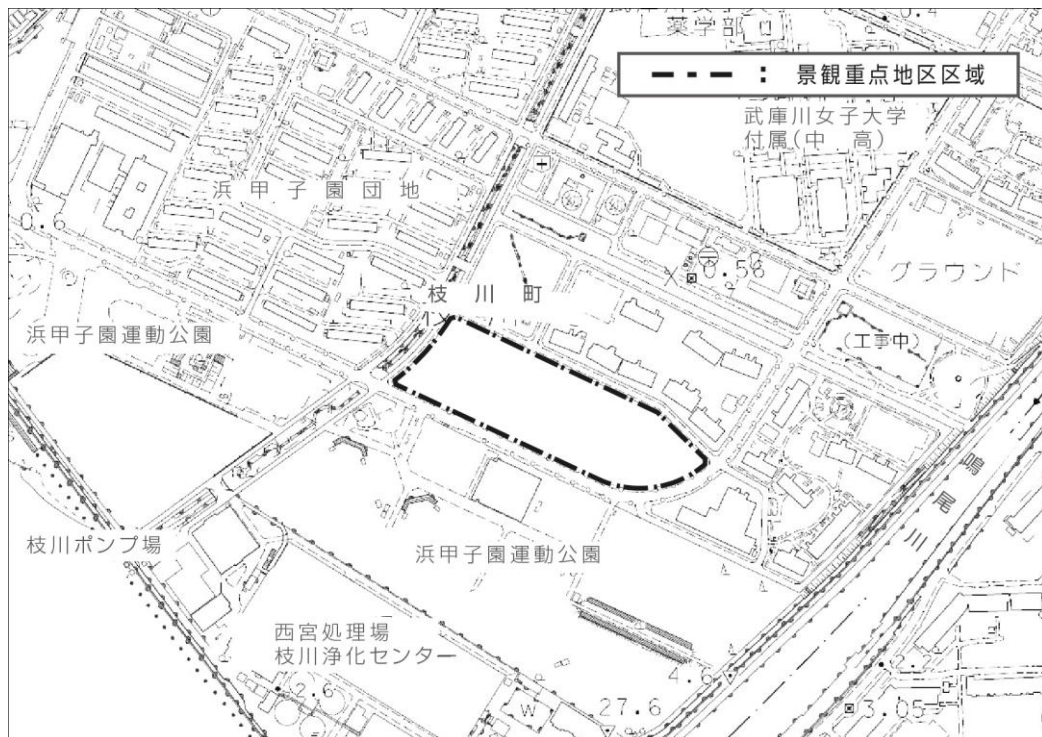 薬学部
0.4
: 景観重点地区区域
武庫川女子大学
付属(中 高)
浜甲子園団地
0.6
0.56
グラウンド
枝川町
浜甲子園運動公園
(工事中)
鳴尾川
枝川ポンプ場
浜甲子園運動公園
西宮処理場
枝川浄化センター
2.6
4.6
2.2
W
27.6
3.05